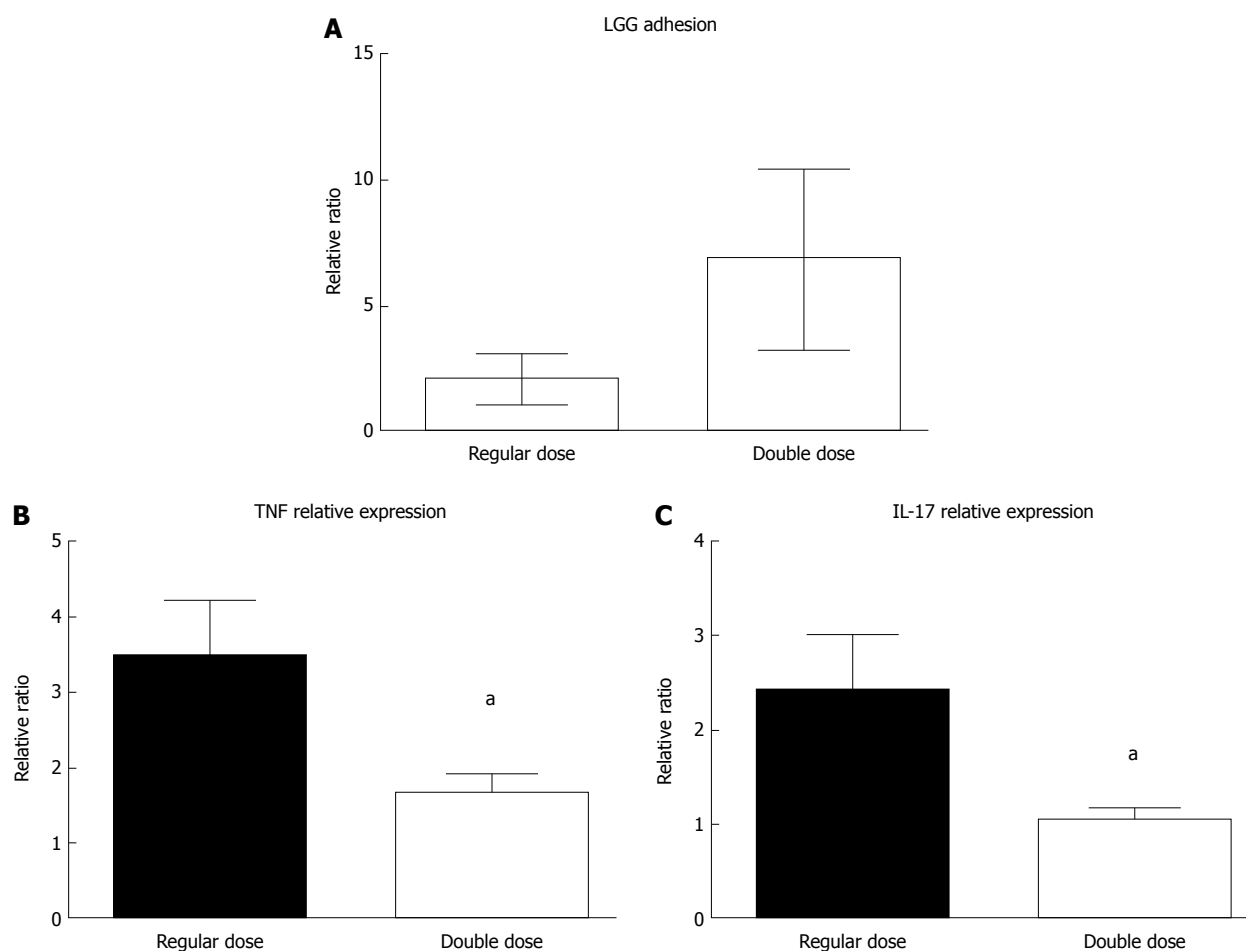 A
LGG adhesion
15
10
5
0
Relative ratio
Regular dose
Double dose
B
TNF relative expression
5
4
3
2
1
0
Relative ratio
a
Regular dose
Double dose
C
IL-17 relative expression
4
3
2
1
0
Relative ratio
a
Regular dose
Double dose